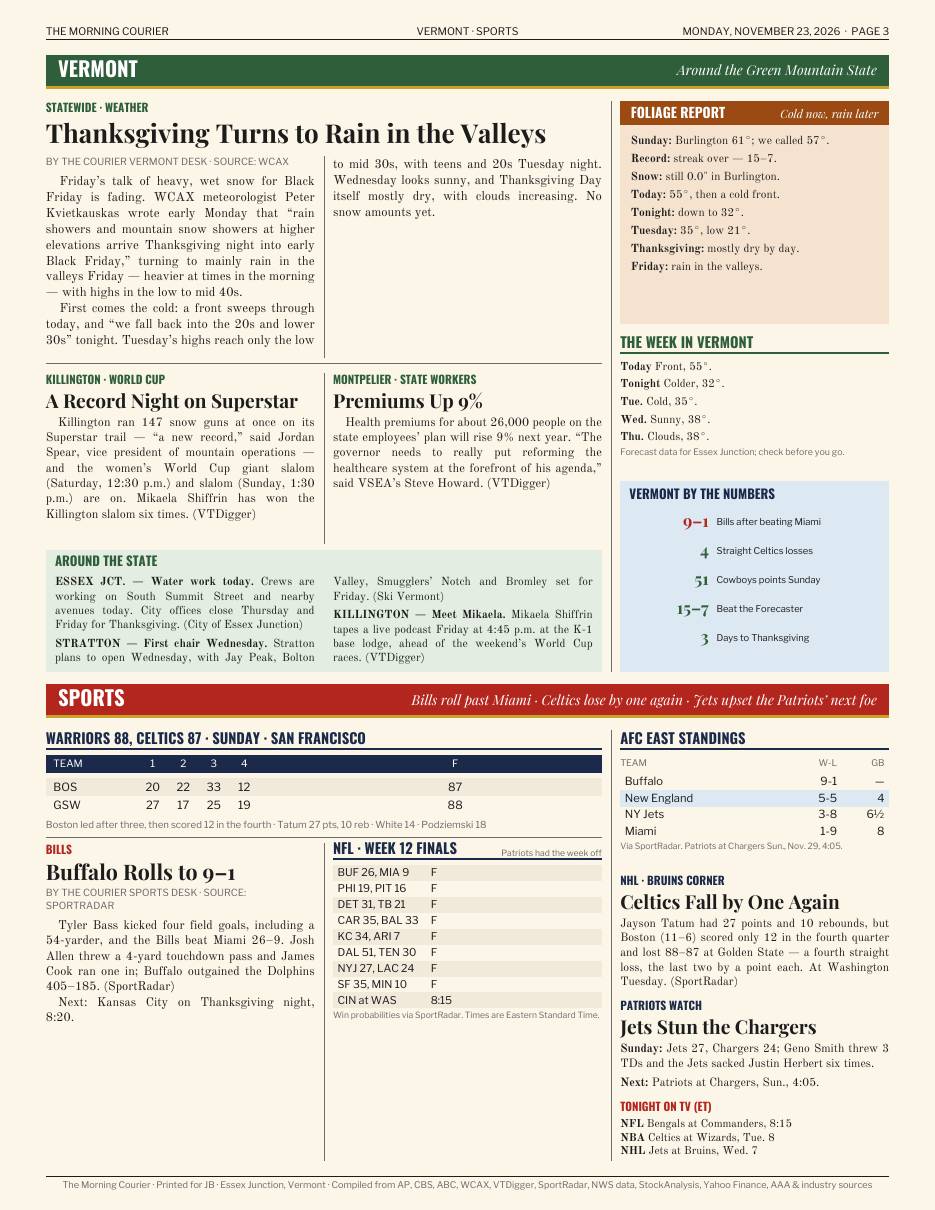 THE MORNING COURIER
VERMONT · SPORTS
MONDAY, NOVEMBER 23, 2026 · PAGE 3
VERMONT
Around the Green Mountain State
STATEWIDE · WEATHER
Thanksgiving Turns to Rain in the Valleys
BY THE COURIER VERMONT DESK · SOURCE: WCAX
Friday’s talk of heavy, wet snow for Black
Friday is fading. WCAX meteorologist Peter
Kvietkauskas wrote early Monday that “rain
showers and mountain snow showers at higher
elevations arrive Thanksgiving night into early
Black Friday,” turning to mainly rain in the
valleys Friday — heavier at times in the morning
— with highs in the low to mid 40s.
First comes the cold: a front sweeps through
today, and “we fall back into the 20s and lower
30s” tonight. Tuesday’s highs reach only the low
to mid 30s, with teens and 20s Tuesday night.
Wednesday looks sunny, and Thanksgiving Day
itself mostly dry, with clouds increasing. No
snow amounts yet.
KILLINGTON · WORLD CUP
A Record Night on Superstar
Killington ran 147 snow guns at once on its
Superstar trail — “a new record,” said Jordan
Spear, vice president of mountain operations —
and the women’s World Cup giant slalom
(Saturday, 12:30 p.m.) and slalom (Sunday, 1:30
p.m.) are on. Mikaela Shiffrin has won the
Killington slalom six times. (VTDigger)
MONTPELIER · STATE WORKERS
Premiums Up 9%
Health premiums for about 26,000 people on the
state employees’ plan will rise 9% next year. “The
governor needs to really put reforming the
healthcare system at the forefront of his agenda,”
said VSEA’s Steve Howard. (VTDigger)
AROUND THE STATE
ESSEX JCT. — Water work today. Crews are
working on South Summit Street and nearby
avenues today. City offices close Thursday and
Friday for Thanksgiving. (City of Essex Junction)
STRATTON — First chair Wednesday. Stratton
plans to open Wednesday, with Jay Peak, Bolton
Valley, Smugglers’ Notch and Bromley set for
Friday. (Ski Vermont)
KILLINGTON — Meet Mikaela. Mikaela Shiffrin
tapes a live podcast Friday at 4:45 p.m. at the K-1
base lodge, ahead of the weekend’s World Cup
races. (VTDigger)
FOLIAGE REPORT
Cold now, rain later
Sunday: Burlington 61°; we called 57°.
Record: streak over — 15–7.
Snow: still 0.0″ in Burlington.
Today: 55°, then a cold front.
Tonight: down to 32°.
Tuesday: 35°, low 21°.
Thanksgiving: mostly dry by day.
Friday: rain in the valleys.
THE WEEK IN VERMONT
Today Front, 55°.
Tonight Colder, 32°.
Tue. Cold, 35°.
Wed. Sunny, 38°.
Thu. Clouds, 38°.
Forecast data for Essex Junction; check before you go.
VERMONT BY THE NUMBERS
9–1 Bills after beating Miami
4 Straight Celtics losses
51 Cowboys points Sunday
15–7 Beat the Forecaster
3 Days to Thanksgiving
SPORTS
Bills roll past Miami · Celtics lose by one again · Jets upset the Patriots’ next foe
WARRIORS 88, CELTICS 87 · SUNDAY · SAN FRANCISCO
TEAM 1 2 3 4 F
BOS 20 22 33 12 87
GSW 27 17 25 19 88
Boston led after three, then scored 12 in the fourth · Tatum 27 pts, 10 reb · White 14 · Podziemski 18
BILLS
Buffalo Rolls to 9–1
BY THE COURIER SPORTS DESK · SOURCE:
SPORTRADAR
Tyler Bass kicked four field goals, including a
54-yarder, and the Bills beat Miami 26–9. Josh
Allen threw a 4-yard touchdown pass and James
Cook ran one in; Buffalo outgained the Dolphins
405–185. (SportRadar)
Next: Kansas City on Thanksgiving night,
8:20.
NFL · WEEK 12 FINALS
Patriots had the week off
BUF 26, MIA 9 F
PHI 19, PIT 16 F
DET 31, TB 21 F
CAR 35, BAL 33 F
KC 34, ARI 7 F
DAL 51, TEN 30 F
NYJ 27, LAC 24 F
SF 35, MIN 10 F
CIN at WAS 8:15
Win probabilities via SportRadar. Times are Eastern Standard Time.
AFC EAST STANDINGS
TEAM W-L GB
Buffalo 9-1 —
New England 5-5 4
NY Jets 3-8 6½
Miami 1-9 8
Via SportRadar. Patriots at Chargers Sun., Nov. 29, 4:05.
NHL · BRUINS CORNER
Celtics Fall by One Again
Jayson Tatum had 27 points and 10 rebounds, but
Boston (11–6) scored only 12 in the fourth quarter
and lost 88–87 at Golden State — a fourth straight
loss, the last two by a point each. At Washington
Tuesday. (SportRadar)
PATRIOTS WATCH
Jets Stun the Chargers
Sunday: Jets 27, Chargers 24; Geno Smith threw 3
TDs and the Jets sacked Justin Herbert six times.
Next: Patriots at Chargers, Sun., 4:05.
TONIGHT ON TV (ET)
NFL Bengals at Commanders, 8:15
NBA Celtics at Wizards, Tue. 8
NHL Jets at Bruins, Wed. 7
The Morning Courier · Printed for JB · Essex Junction, Vermont · Compiled from AP, CBS, ABC, WCAX, VTDigger, SportRadar, NWS data, StockAnalysis, Yahoo Finance, AAA & industry sources